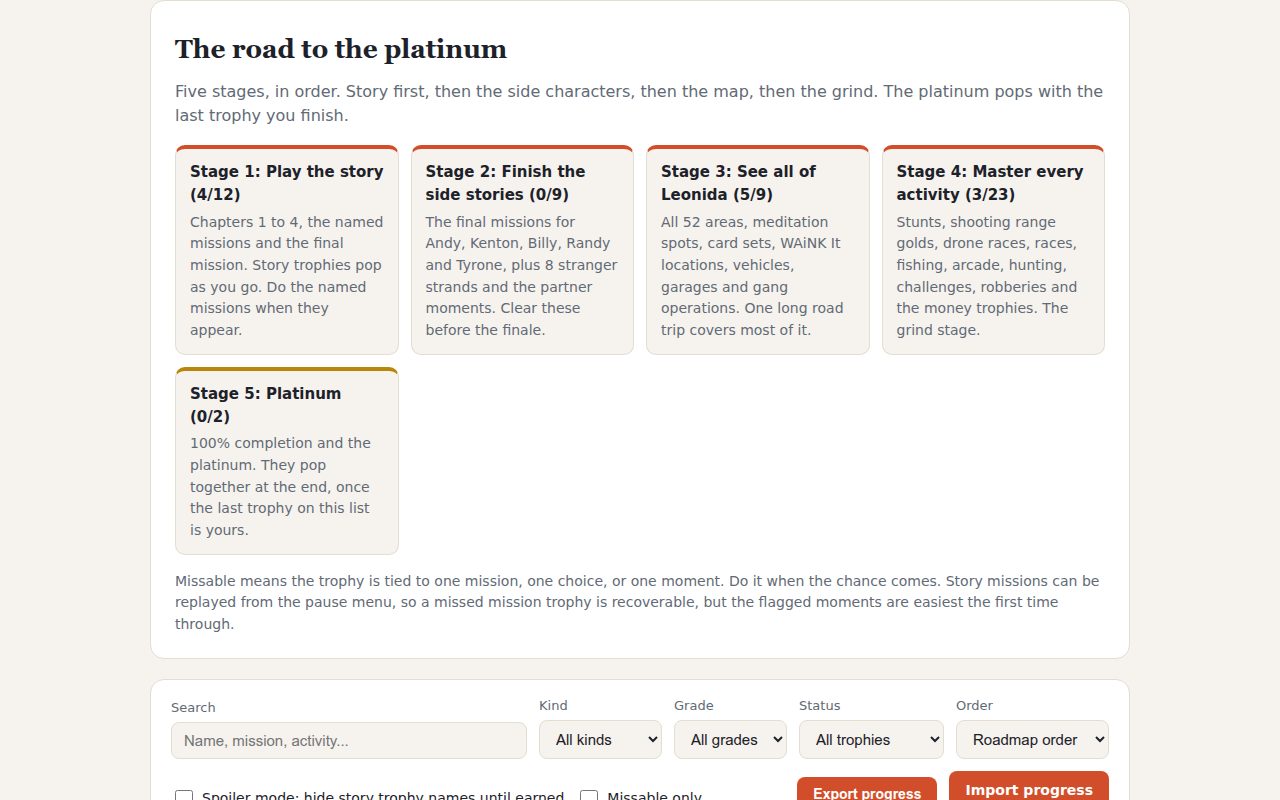 The road to the platinum
Five stages, in order. Story first, then the side characters, then the map, then the grind. The platinum pops with the
last trophy you finish.
Stage 1: Play the story
(4/12)
Chapters 1 to 4, the named
missions and the final
mission. Story trophies pop
as you go. Do the named
missions when they
appear.
Stage 2: Finish the
side stories (0/9)
The final missions for
Andy, Kenton, Billy, Randy
and Tyrone, plus 8 stranger
strands and the partner
moments. Clear these
before the finale.
Stage 3: See all of
Leonida (5/9)
All 52 areas, meditation
spots, card sets, WAiNK It
locations, vehicles,
garages and gang
operations. One long road
trip covers most of it.
Stage 4: Master every
activity (3/23)
Stunts, shooting range
golds, drone races, races,
fishing, arcade, hunting,
challenges, robberies and
the money trophies. The
grind stage.
Stage 5: Platinum
(0/2)
100% completion and the
platinum. They pop
together at the end, once
the last trophy on this list
is yours.
Missable means the trophy is tied to one mission, one choice, or one moment. Do it when the chance comes. Story missions can be
replayed from the pause menu, so a missed mission trophy is recoverable, but the flagged moments are easiest the first time
through.
Search
Name, mission, activity...
Kind
All kinds
Grade
All grades
Status
All trophies
Order
Roadmap order
Spoiler mode: hide story trophy names until earned
Missable only
Export progress
Import progress